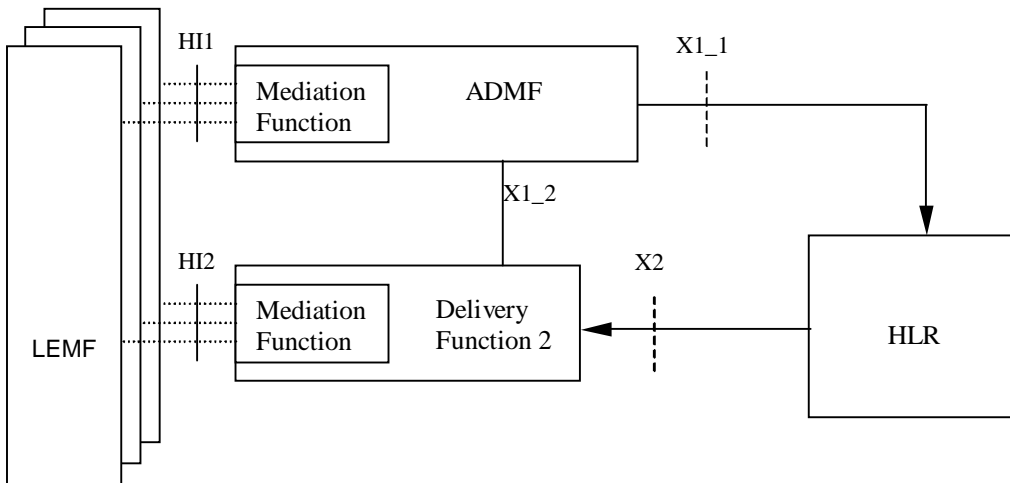 HI1
X1_1
Mediation
Function
ADMF
X1_2
HI2
X2
Mediation
Function
Delivery
Function 2
LEMF
HLR